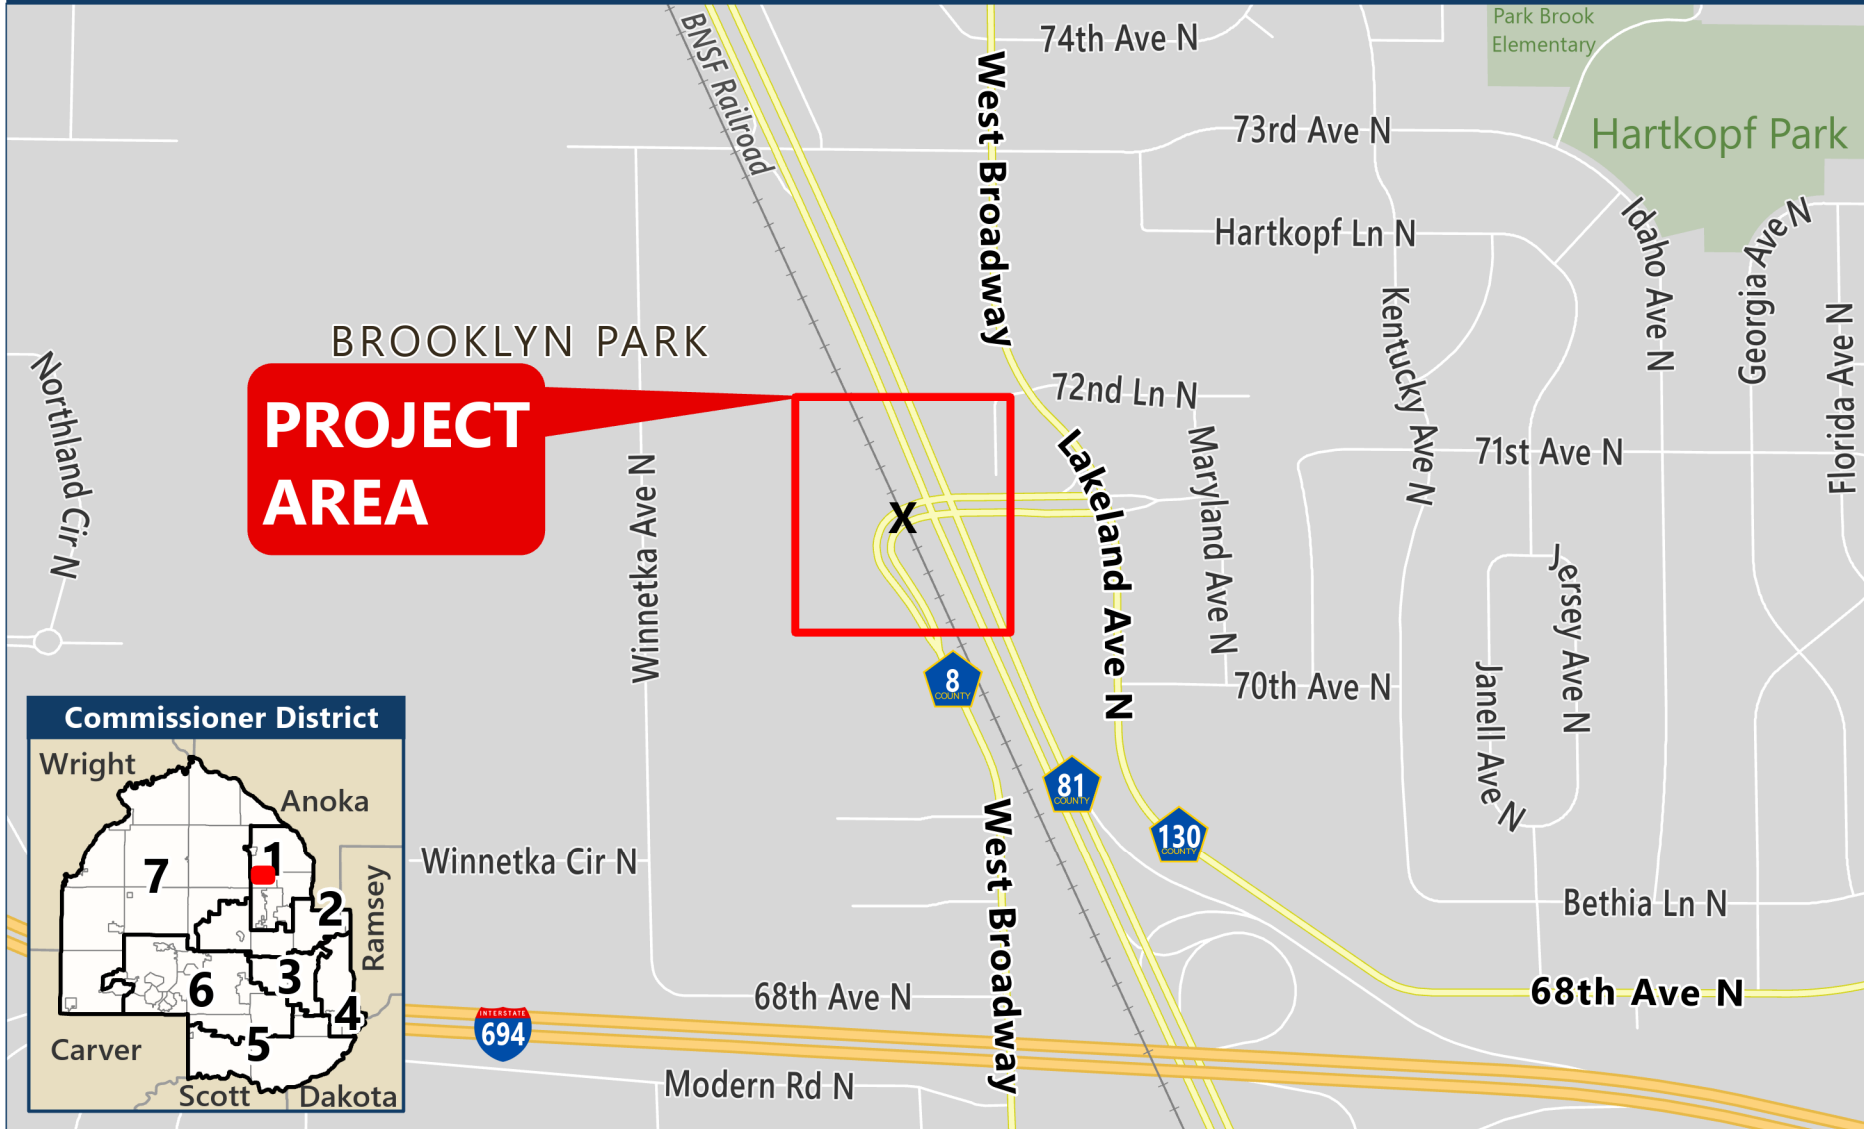 Park Brook
Elementary
74th Ave N
BNSF Railroad
West Broadway
73rd Ave N
Hartkopf Park
Hartkopf Ln N
Idaho Ave N
Georgia Ave N
Florida Ave N
Kentucky Ave N
BROOKLYN PARK
PROJECT
AREA
72nd Ln N
Northland Cir N
Winnetka Ave N
X
Lakeland Ave N
Maryland Ave N
71st Ave N
Jersey Ave N
Janell Ave N
70th Ave N
8
COUNTY
81
COUNTY
130
COUNTY
West Broadway
Winnetka Cir N
Bethia Ln N
68th Ave N
68th Ave N
INTERSTATE
694
Modern Rd N
Commissioner District
Wright
Anoka
Ramsey
1
7
2
3
6
4
5
Carver
Scott
Dakota